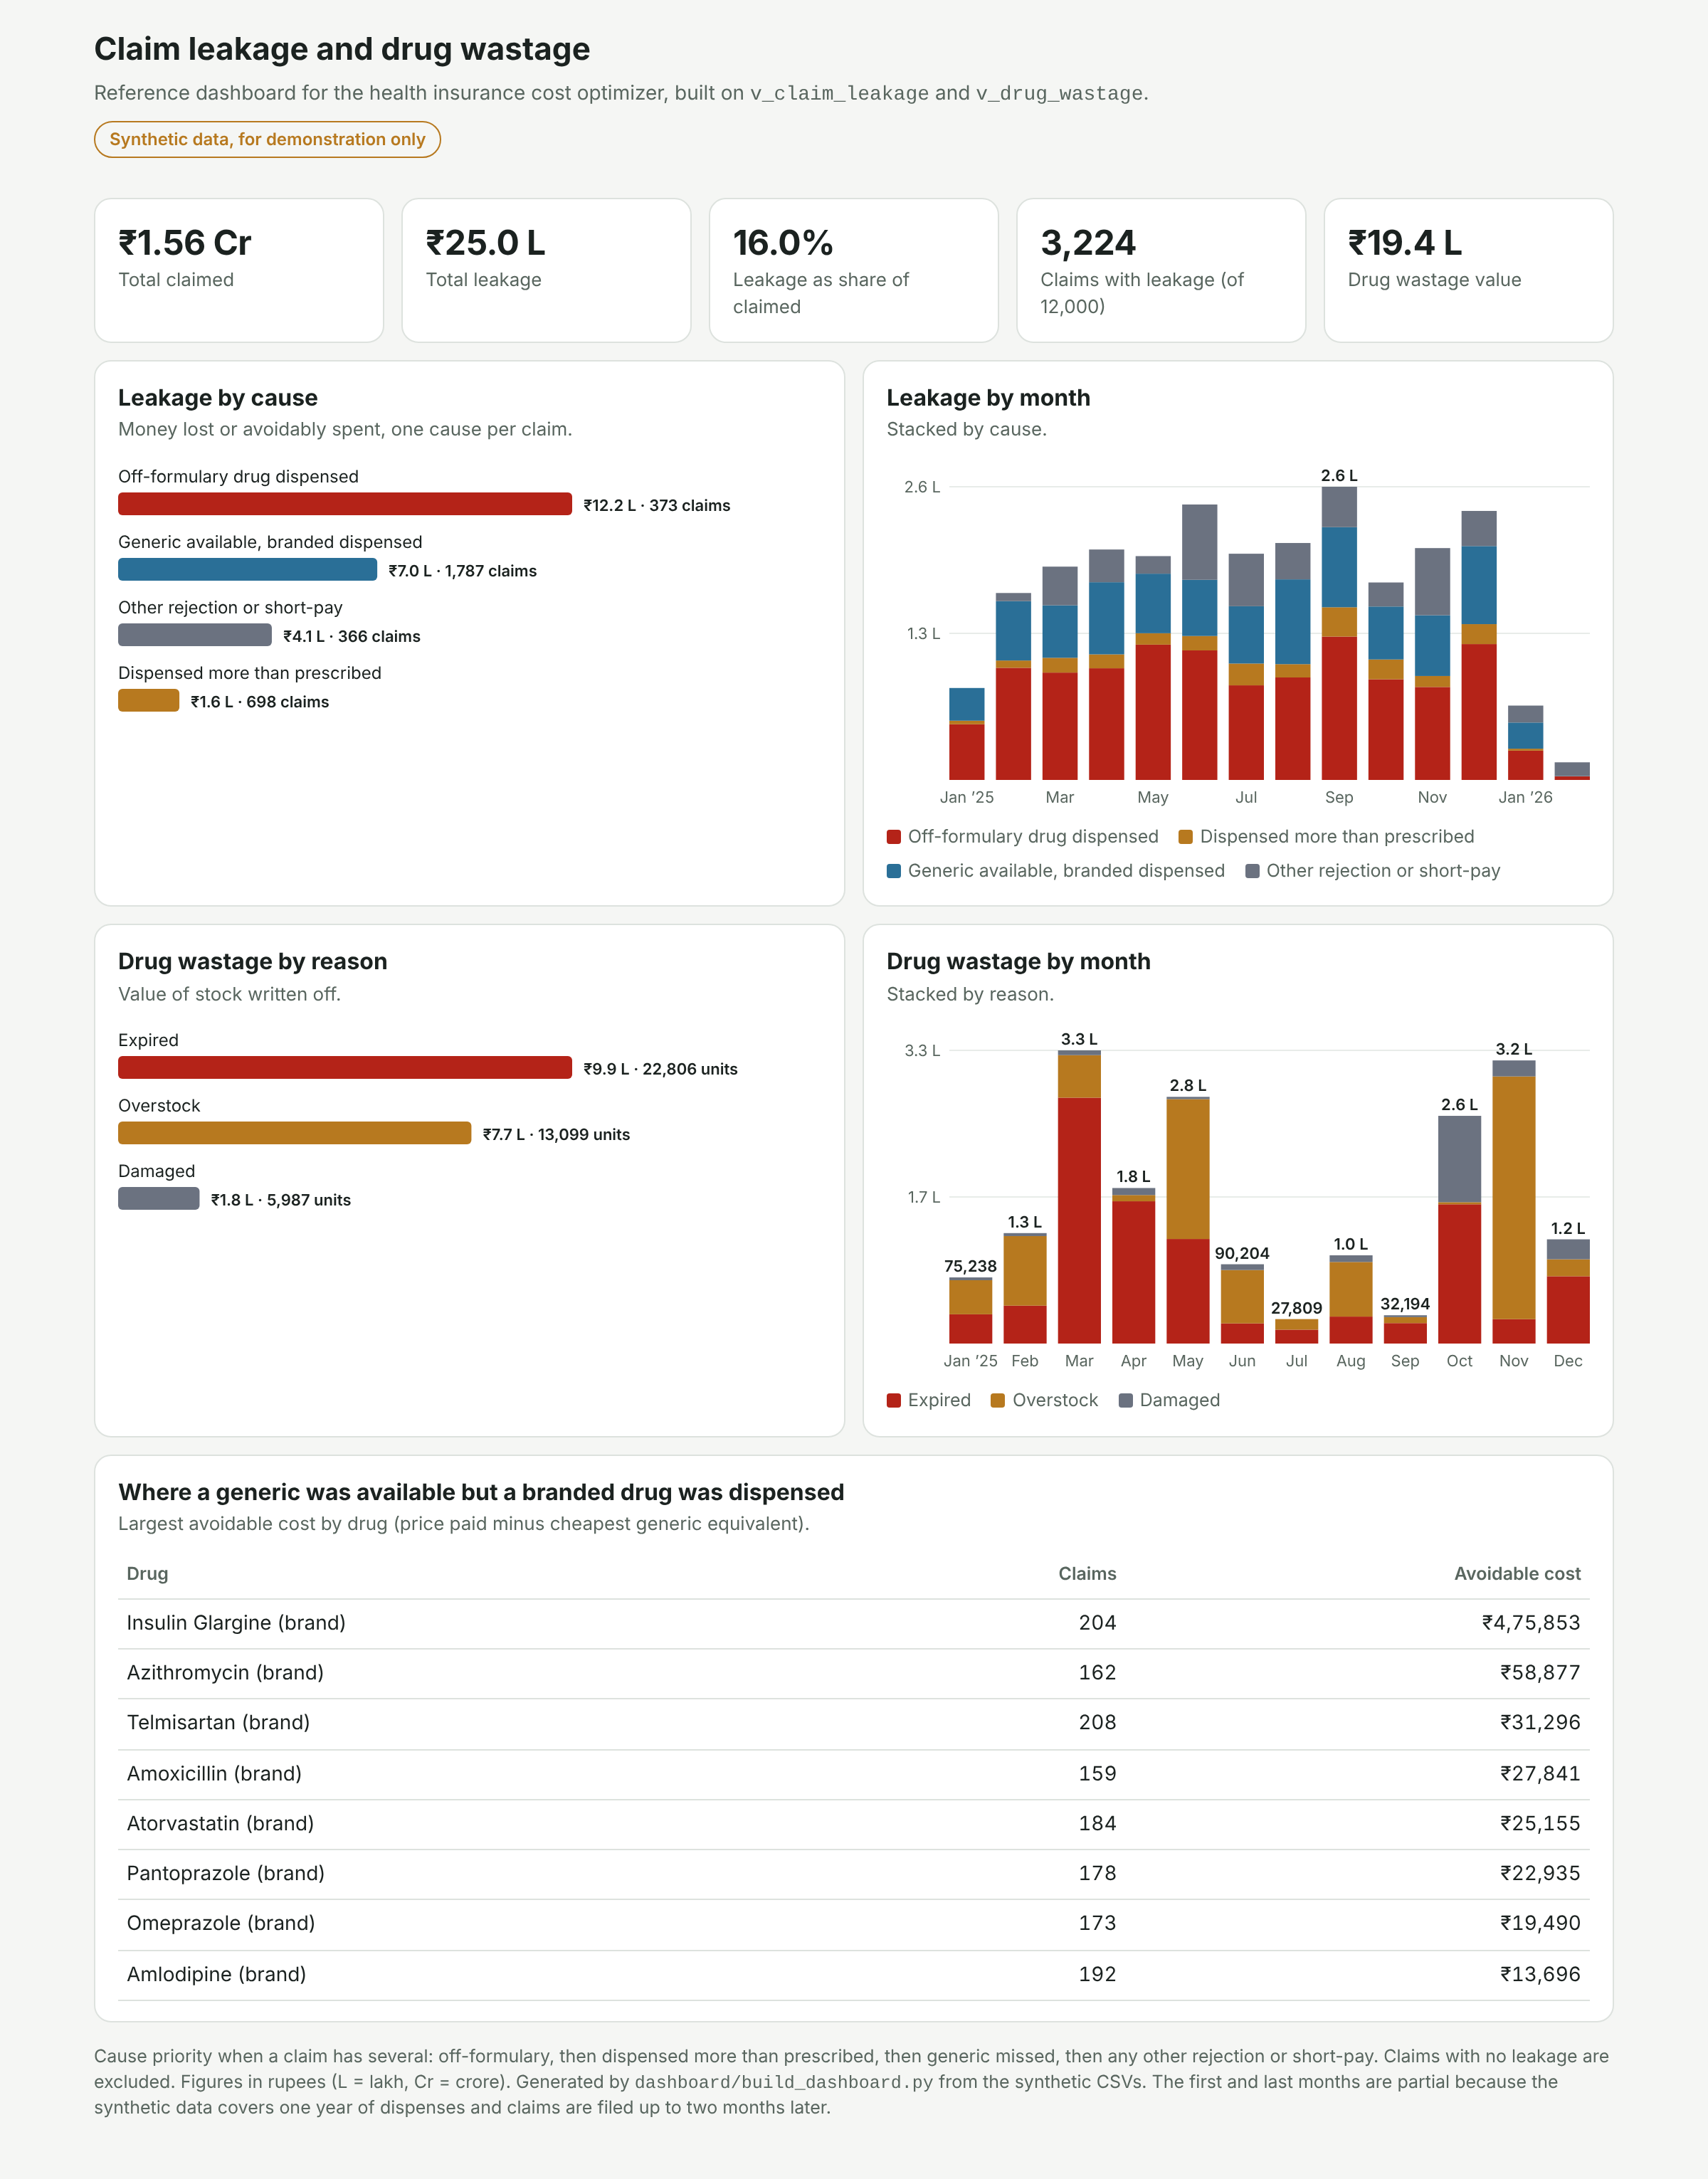 Claim leakage and drug wastage
Reference dashboard for the health insurance cost optimizer, built on v_claim_leakage and v_drug_wastage.
Synthetic data, for demonstration only
₹1.56 Cr
Total claimed
₹25.0 L
Total leakage
16.0%
Leakage as share of
claimed
3,224
Claims with leakage (of
12,000)
₹19.4 L
Drug wastage value
Leakage by cause
Money lost or avoidably spent, one cause per claim.
Off-formulary drug dispensed
₹12.2 L · 373 claims
Generic available, branded dispensed
₹7.0 L · 1,787 claims
Other rejection or short-pay
₹4.1 L · 366 claims
Dispensed more than prescribed
₹1.6 L · 698 claims
Leakage by month
Stacked by cause.
2.6 L
2.6 L
1.3 L
Jan ’25 Mar May Jul Sep Nov Jan ’26
Off-formulary drug dispensed Dispensed more than prescribed
Generic available, branded dispensed Other rejection or short-pay
Drug wastage by reason
Value of stock written off.
Expired
₹9.9 L · 22,806 units
Overstock
₹7.7 L · 13,099 units
Damaged
₹1.8 L · 5,987 units
Drug wastage by month
Stacked by reason.
3.3 L
1.7 L
75,238 1.3 L 3.3 L 1.8 L 2.8 L 90,204 27,809 1.0 L 32,194 2.6 L 3.2 L 1.2 L
Jan ’25 Feb Mar Apr May Jun Jul Aug Sep Oct Nov Dec
Expired Overstock Damaged
Where a generic was available but a branded drug was dispensed
Largest avoidable cost by drug (price paid minus cheapest generic equivalent).
Drug Claims Avoidable cost
Insulin Glargine (brand) 204 ₹4,75,853
Azithromycin (brand) 162 ₹58,877
Telmisartan (brand) 208 ₹31,296
Amoxicillin (brand) 159 ₹27,841
Atorvastatin (brand) 184 ₹25,155
Pantoprazole (brand) 178 ₹22,935
Omeprazole (brand) 173 ₹19,490
Amlodipine (brand) 192 ₹13,696
Cause priority when a claim has several: off-formulary, then dispensed more than prescribed, then generic missed, then any other rejection or short-pay. Claims with no leakage are
excluded. Figures in rupees (L = lakh, Cr = crore). Generated by dashboard/build_dashboard.py from the synthetic CSVs. The first and last months are partial because the
synthetic data covers one year of dispenses and claims are filed up to two months later.